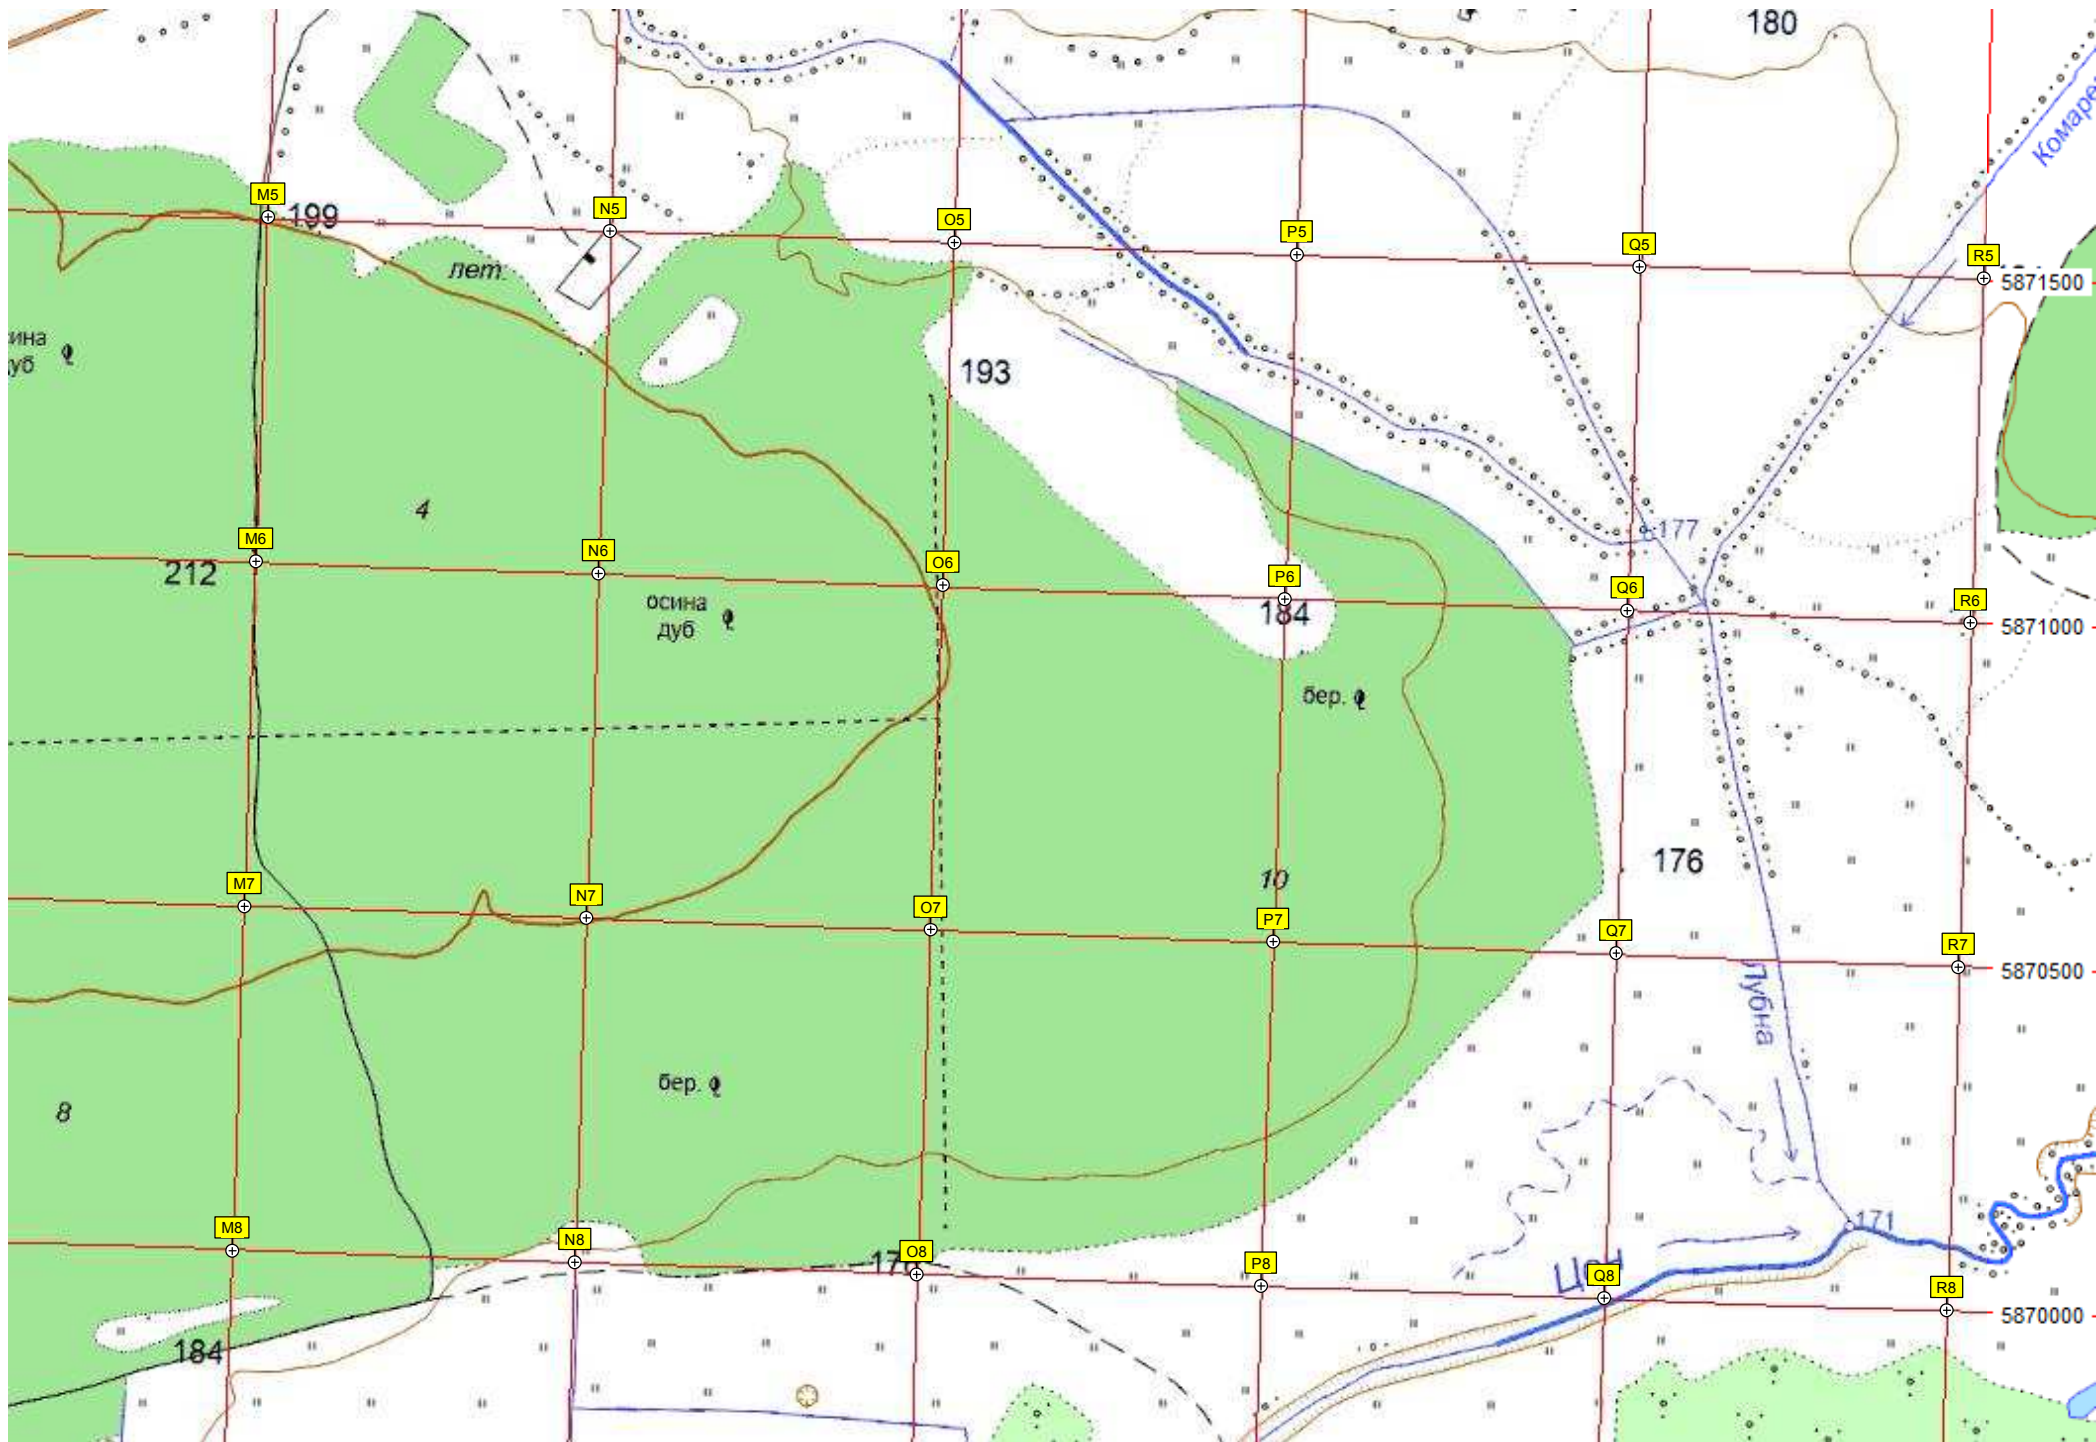 180
Комаре
M5
199
N5
O5
P5
Q5
R5
5871500
лет.
ина
уб
193
4
177
M6
212
N6
O6
P6
Q6
R6
184
5871000
осина
дуб
бер.
176
10
M7
N7
O7
P7
Q7
R7
5870500
Лубна
бер.
8
171
M8
N8
O8
P8
Q8
R8
5870000
184